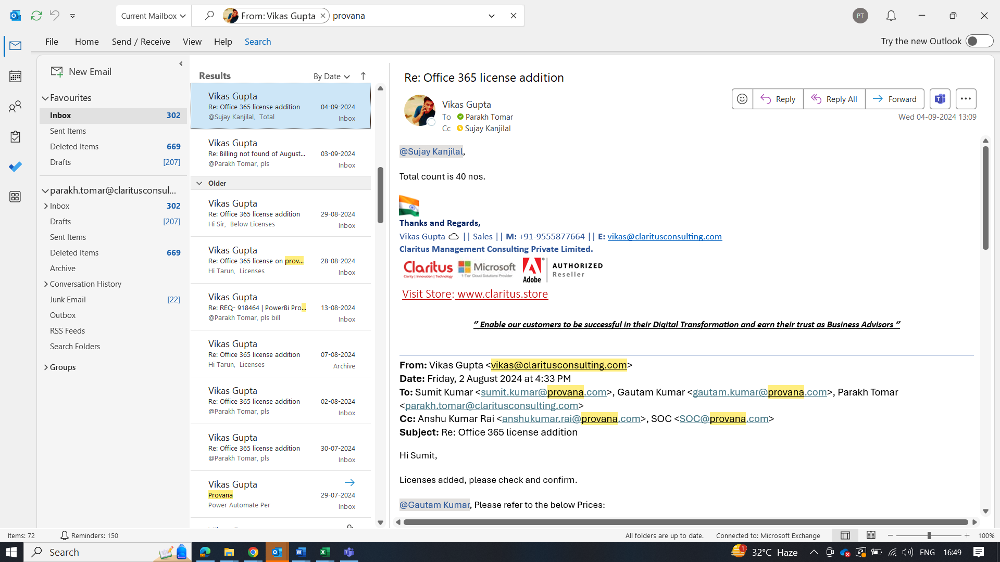 Current Mailbox
From: Vikas Gupta
provana
PT
File
Home
Send / Receive
View
Help
Search
Try the new Outlook
New Email
Favourites
Inbox 302
Sent Items
Deleted Items 669
Drafts [207]
parakh.tomar@claritusconsul...
Inbox 302
Drafts [207]
Sent Items
Deleted Items 669
Archive
Conversation History
Junk Email [22]
Outbox
RSS Feeds
Search Folders
Groups
Results By Date
Vikas Gupta
Re: Office 365 license addition 04-09-2024
@Sujay Kanjilal, Total Inbox
Vikas Gupta
Re: Billing not found of August... 03-09-2024
@Parakh Tomar, pls Inbox
Older
Vikas Gupta
Re: Office 365 license addition 29-08-2024
Hi Sir, Below Licenses Inbox
Vikas Gupta
Re: Office 365 license on prov... 28-08-2024
Hi Tarun, Licenses Inbox
Vikas Gupta
Re: REQ- 918464 | PowerBi Pro... 13-08-2024
@Parakh Tomar, pls bill Inbox
Vikas Gupta
Re: Office 365 license addition 07-08-2024
Hi Tarun, Licenses Archive
Vikas Gupta
Re: Office 365 license addition 02-08-2024
@Parakh Tomar, pls Inbox
Vikas Gupta
Re: Office 365 license addition 30-07-2024
@Parakh Tomar, pls Inbox
Vikas Gupta
Provana 29-07-2024
Power Automate Per Inbox
Re: Office 365 license addition
Vikas Gupta
To Parakh Tomar
Cc Sujay Kanjilal
Reply
Reply All
Forward
Wed 04-09-2024 13:09
@Sujay Kanjilal,
Total count is 40 nos.
Thanks and Regards,
Vikas Gupta || Sales || M: +91-9555877664 || E: vikas@claritusconsulting.com
Claritus Management Consulting Private Limited.
Claritus
Clarity | Innovation | Technology
Microsoft
1-Tier Cloud Solutions Provider
Adobe
AUTHORIZED
Reseller
Visit Store: www.claritus.store
“ Enable our customers to be successful in their Digital Transformation and earn their trust as Business Advisors ”
From: Vikas Gupta <vikas@claritusconsulting.com>
Date: Friday, 2 August 2024 at 4:33 PM
To: Sumit Kumar <sumit.kumar@provana.com>, Gautam Kumar <gautam.kumar@provana.com>, Parakh Tomar
<parakh.tomar@claritusconsulting.com>
Cc: Anshu Kumar Rai <anshukumar.rai@provana.com>, SOC <SOC@provana.com>
Subject: Re: Office 365 license addition
Hi Sumit,
Licenses added, please check and confirm.
@Gautam Kumar, Please refer to the below Prices:
Items: 72
Reminders: 150
All folders are up to date.
Connected to: Microsoft Exchange
100%
Search
1
32°C Haze
ENG
16:49